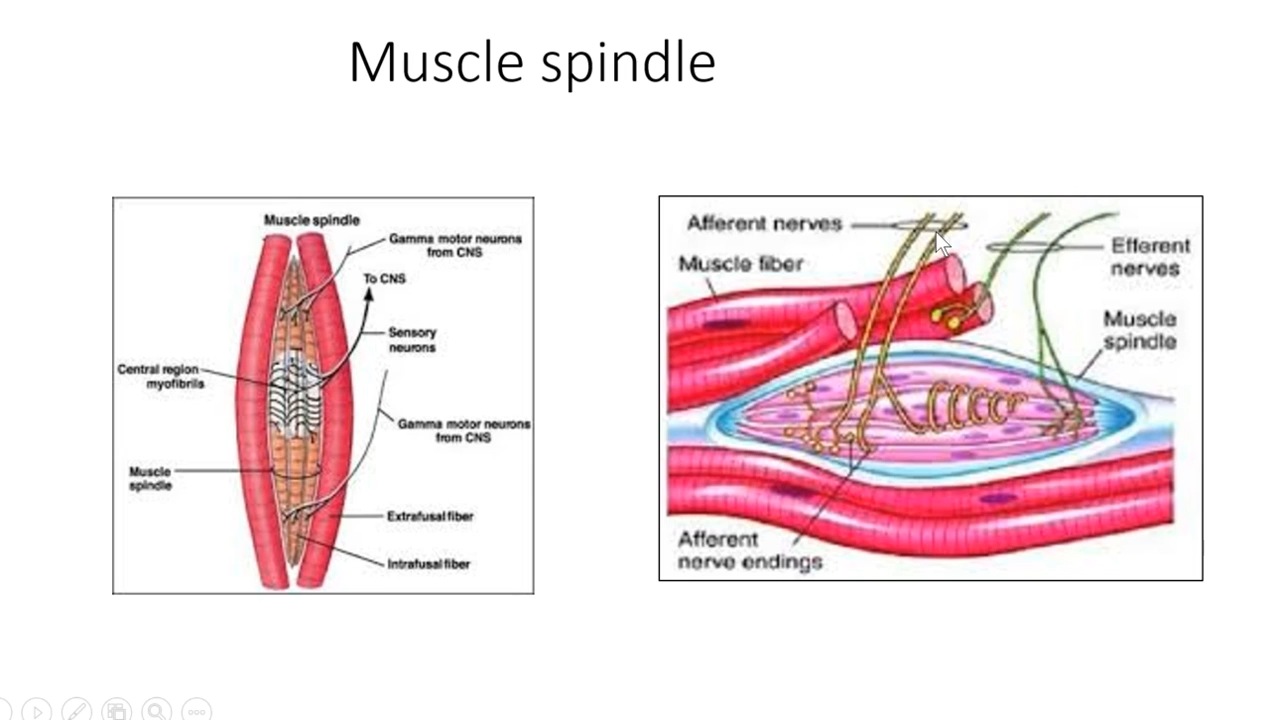 Muscle spindle
Muscle spindle
Gamma motor neurons
from CNS
To CNS
Sensory
neurons
Central region
myofibrils
Gamma motor neurons
from CNS
Muscle
spindle
Extrafusal fiber
Intrafusal fiber
Afferent nerves
Efferent
nerves
Muscle fiber
Muscle
spindle
Afferent
nerve endings